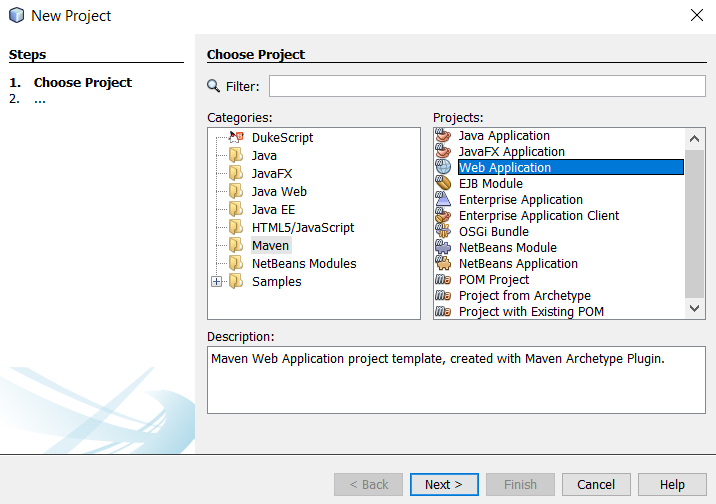 New Project
Steps
1. Choose Project
2. ...
Choose Project
Filter:
Categories:
DukeScript
Java
JavaFX
Java Web
Java EE
HTML5/JavaScript
Maven
NetBeans Modules
Samples
Projects:
Java Application
JavaFX Application
Web Application
EJB Module
Enterprise Application
Enterprise Application Client
OSGi Bundle
NetBeans Module
NetBeans Application
POM Project
Project from Archetype
Project with Existing POM
Description:
Maven Web Application project template, created with Maven Archetype Plugin.
< Back
Next >
Finish
Cancel
Help